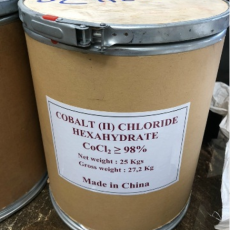 COBALT (II) CHLORIDE
HEXAHYDRATE
CoCl₂ ≥ 98%
Net weight : 25 Kgs
Gross weight : 27,2 Kg
Made in China